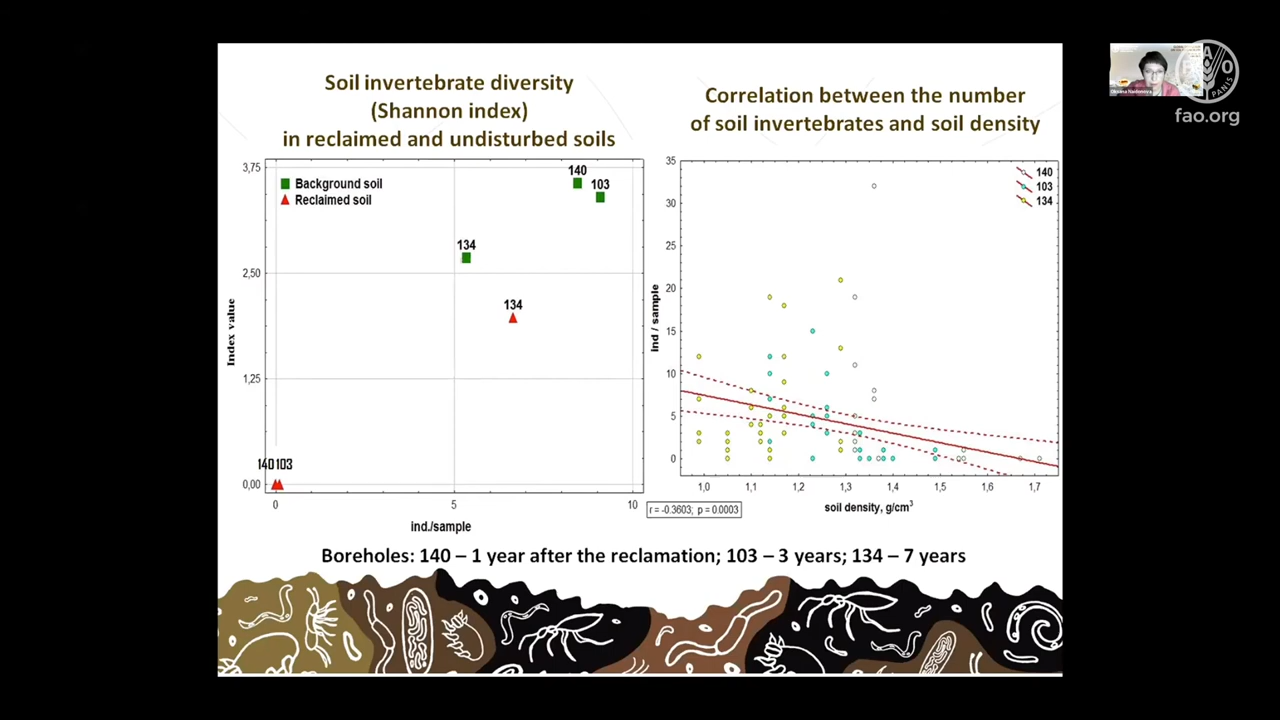 Soil invertebrate diversity
(Shannon index)
in reclaimed and undisturbed soils
3,75
2,50
1,25
0,00
Index value
Background soil
Reclaimed soil
140
103
134
134
140 103
0
5
10
ind./sample
Correlation between the number
of soil invertebrates and soil density
35
30
25
20
15
10
5
0
ind / sample
140
103
134
1,0
1,1
1,2
1,3
1,4
1,5
1,6
1,7
soil density, g/cm³
r = -0.3603; p = 0.0003
Boreholes: 140 – 1 year after the reclamation; 103 – 3 years; 134 – 7 years
fao.org